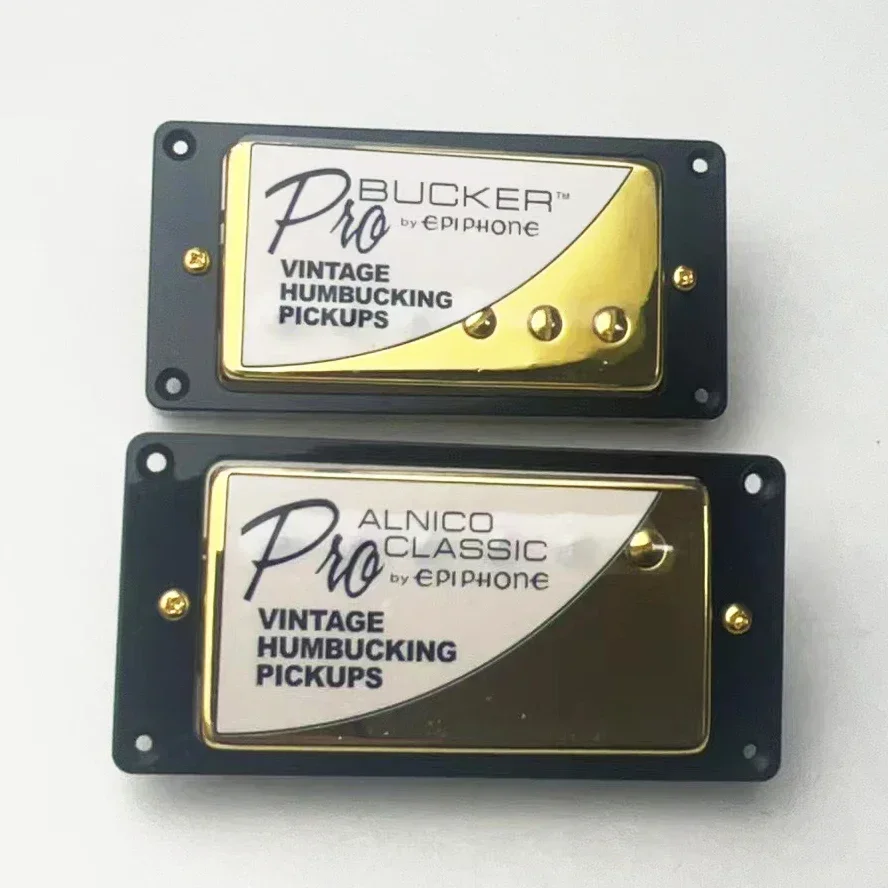 Pro BUCKER™
by EPIPHONE
VINTAGE
HUMBUCKING
PICKUPS
Pro ALNICO
CLASSIC
by EPIPHONE
VINTAGE
HUMBUCKING
PICKUPS